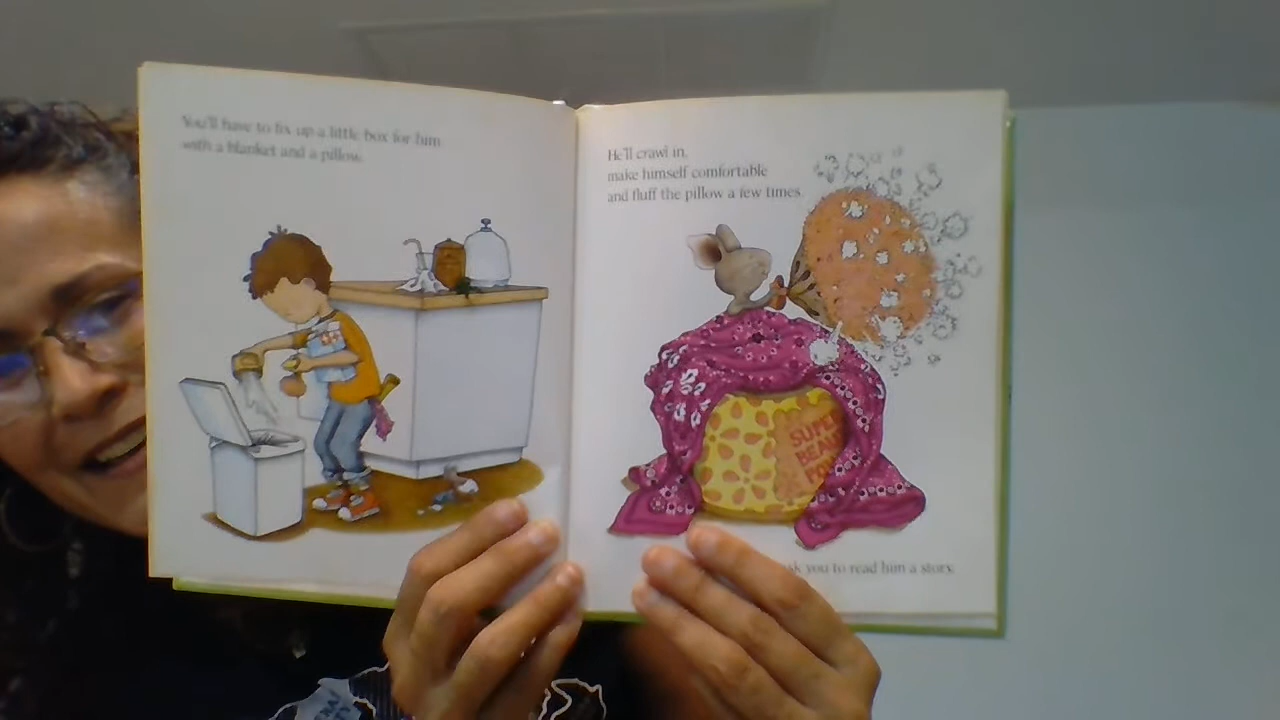 You'll have to fix up a little box for him
with a blanket and a pillow.
He'll crawl in,
make himself comfortable
and fluff the pillow a few times.
SUPER
you to read him a story.